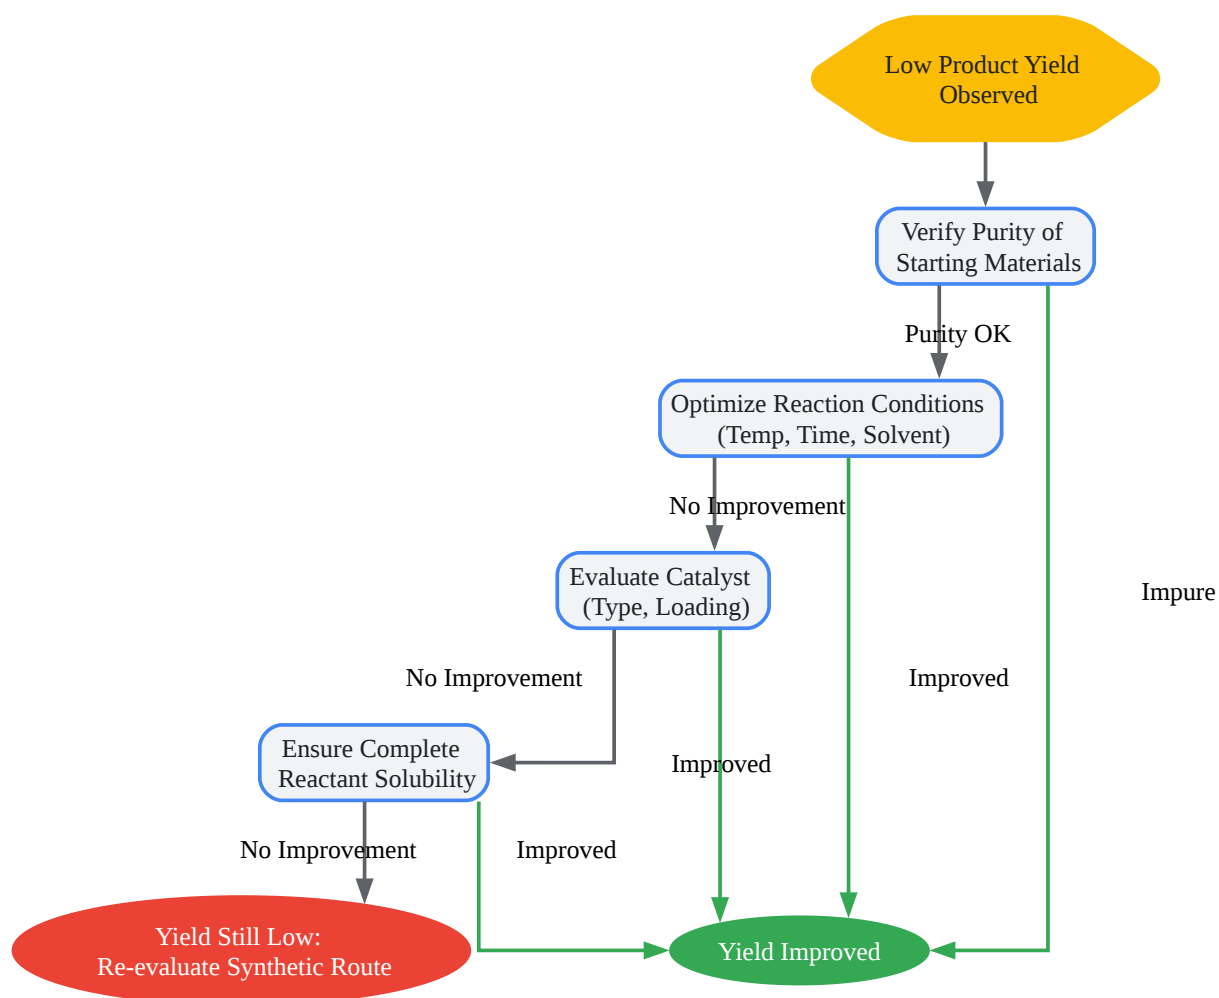 Low Product Yield
Observed
Verify Purity of
Starting Materials
Purity OK
Optimize Reaction Conditions
(Temp, Time, Solvent)
No Improvement
Evaluate Catalyst
(Type, Loading)
Impure
No Improvement
Improved
Ensure Complete
Reactant Solubility
Improved
No Improvement
Improved
Yield Still Low:
Re-evaluate Synthetic Route
Yield Improved